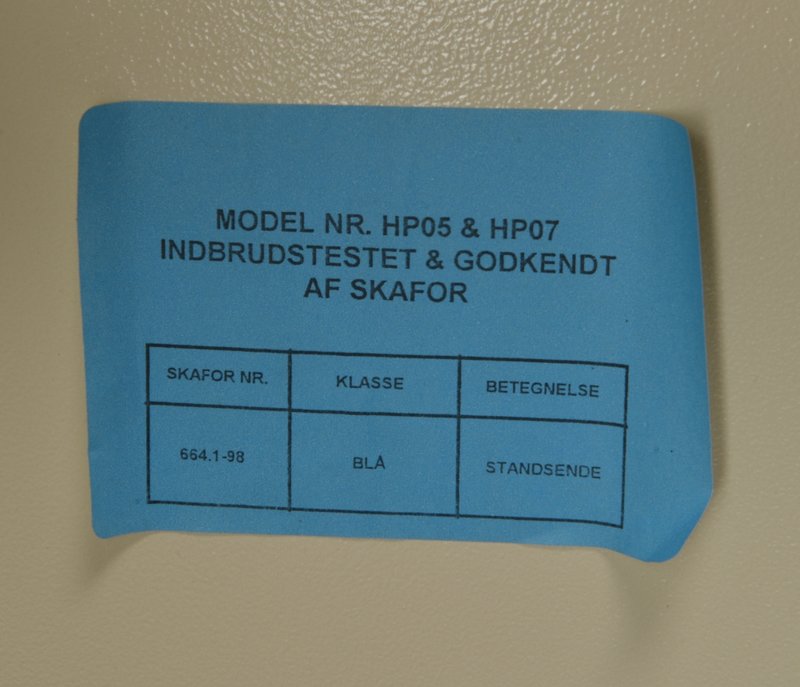 MODEL NR. HP05 & HP07
INDBRUDSTESTET & GODKENDT
AF SKAFOR
SKAFOR NR. KLASSE BETEGNELSE
664.1-98 BLÅ STANDSENDE